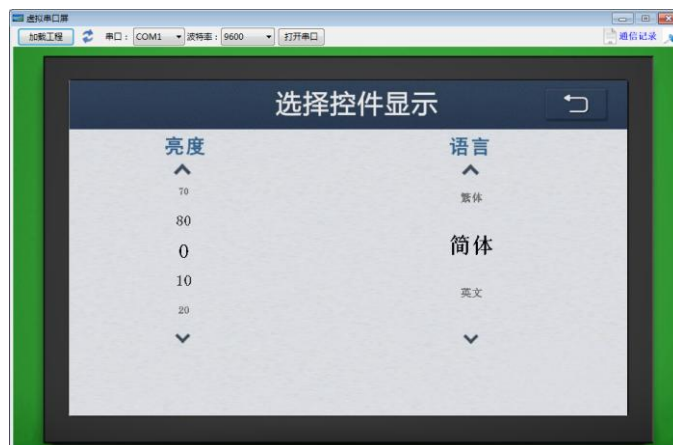 虚拟串口屏
加载工程 串口： COM1 波特率： 9600 打开串口 通信记录
选择控件显示
亮度 语言
70 繁体
80
0 简体
10
20 英文